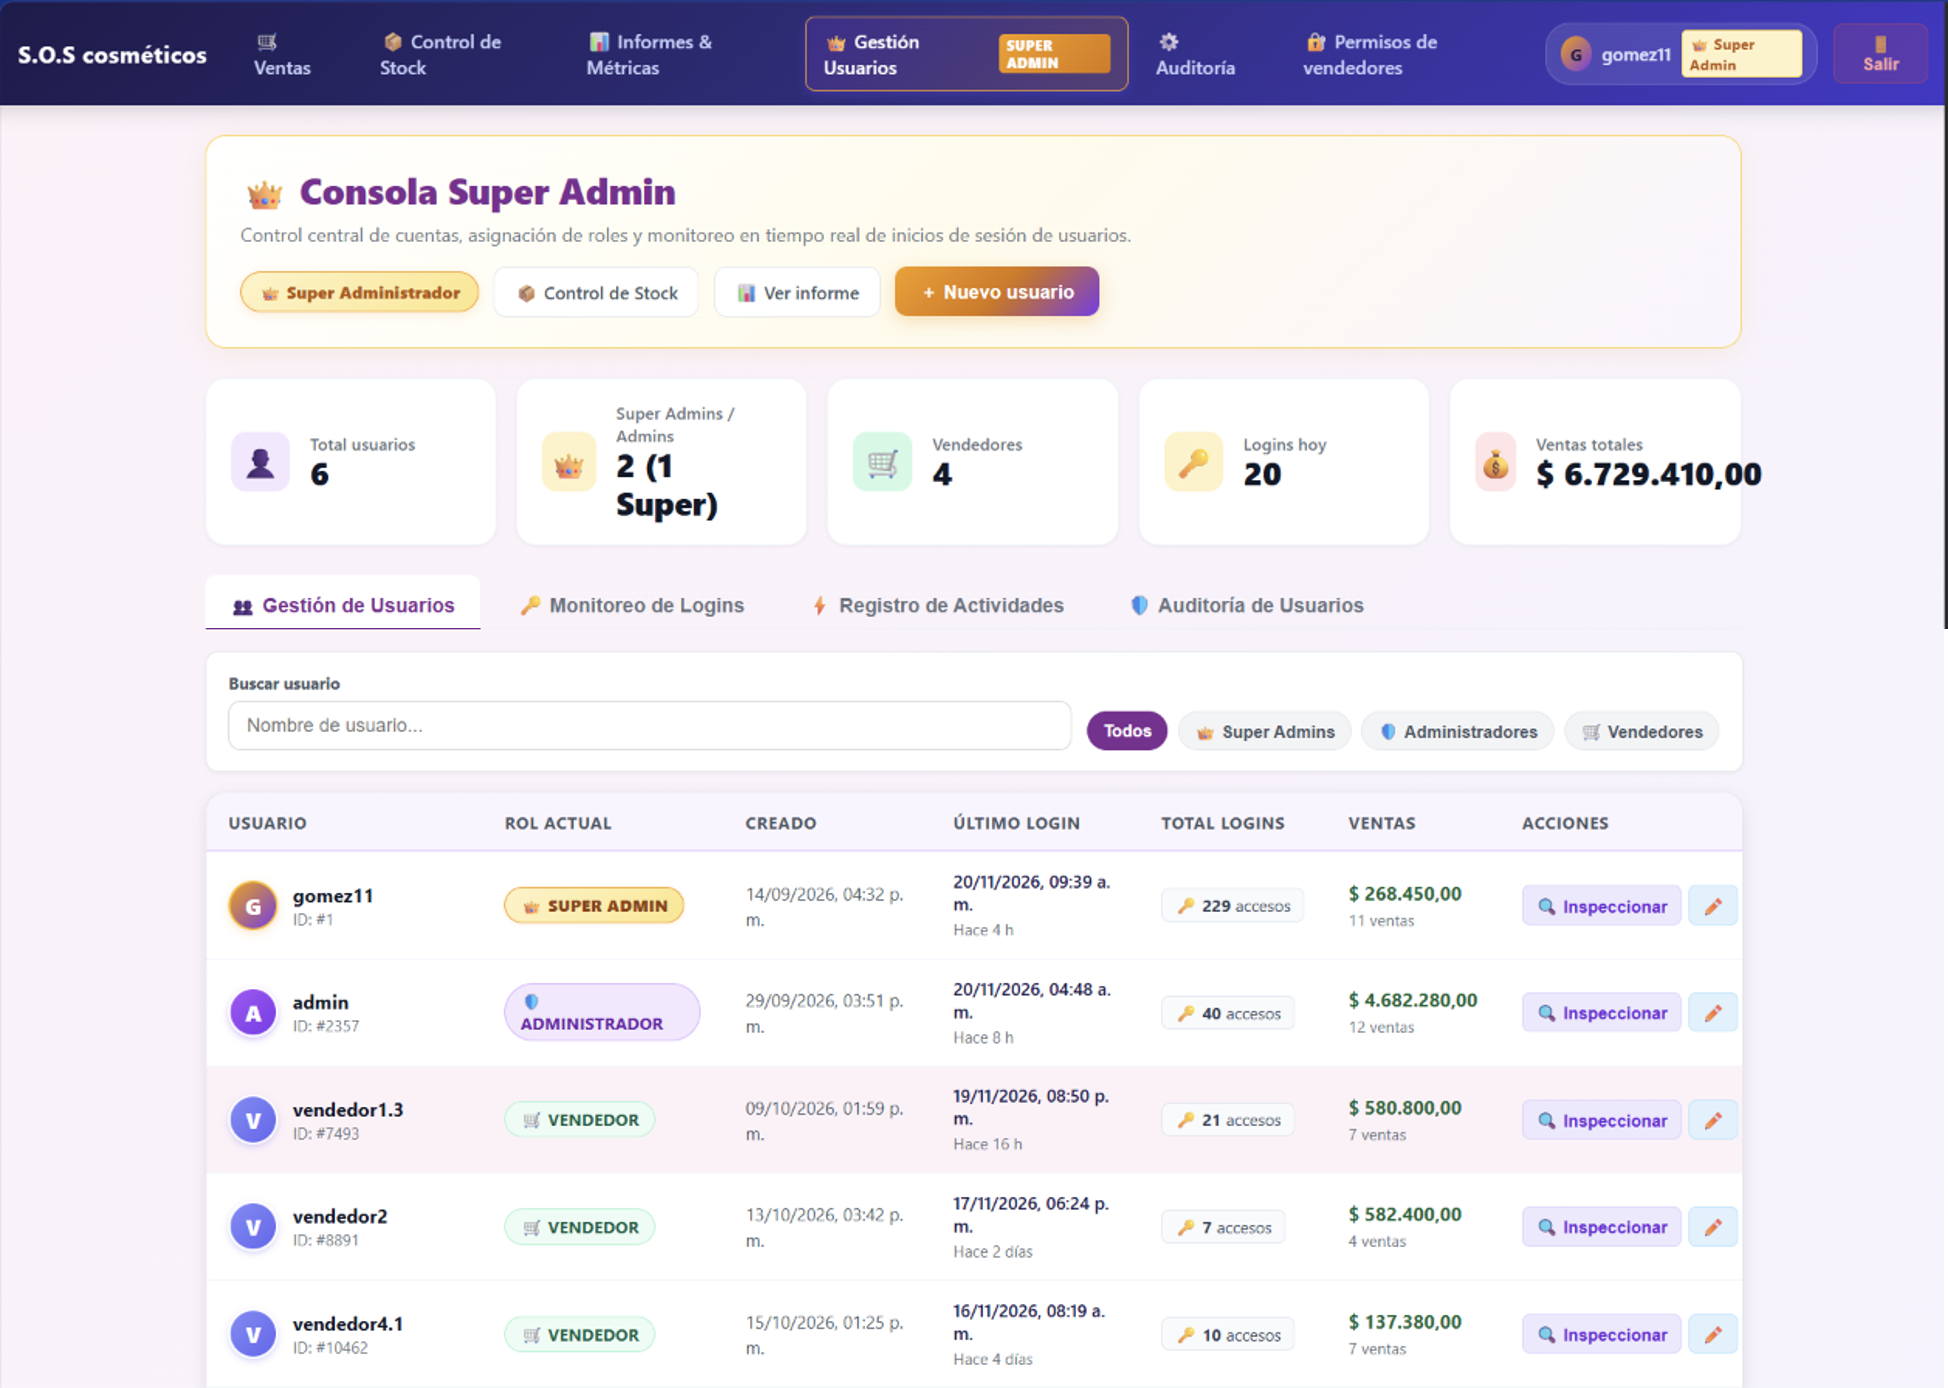 S.O.S cosméticos
Ventas
Control de
Stock
Informes &
Métricas
Gestión
Usuarios
SUPER
ADMIN
Auditoría
Permisos de
vendedores
G
gomez11
Super
Admin
Salir
Consola Super Admin
Control central de cuentas, asignación de roles y monitoreo en tiempo real de inicios de sesión de usuarios.
Super Administrador
Control de Stock
Ver informe
+ Nuevo usuario
Total usuarios
6
Super Admins /
Admins
2 (1
Super)
Vendedores
4
Logins hoy
20
Ventas totales
$ 6.729.410,00
Gestión de Usuarios
Monitoreo de Logins
Registro de Actividades
Auditoría de Usuarios
Buscar usuario
Nombre de usuario...
Todos
Super Admins
Administradores
Vendedores
USUARIO ROL ACTUAL CREADO ÚLTIMO LOGIN TOTAL LOGINS VENTAS ACCIONES
G
gomez11
ID: #1
SUPER ADMIN
14/09/2026, 04:32 p.
m.
20/11/2026, 09:39 a.
m.
Hace 4 h
229 accesos
$ 268.450,00
11 ventas
Inspeccionar
A
admin
ID: #2357
ADMINISTRADOR
29/09/2026, 03:51 p.
m.
20/11/2026, 04:48 a.
m.
Hace 8 h
40 accesos
$ 4.682.280,00
12 ventas
Inspeccionar
V
vendedor1.3
ID: #7493
VENDEDOR
09/10/2026, 01:59 p.
m.
19/11/2026, 08:50 p.
m.
Hace 16 h
21 accesos
$ 580.800,00
7 ventas
Inspeccionar
V
vendedor2
ID: #8891
VENDEDOR
13/10/2026, 03:42 p.
m.
17/11/2026, 06:24 p.
m.
Hace 2 días
7 accesos
$ 582.400,00
4 ventas
Inspeccionar
V
vendedor4.1
ID: #10462
VENDEDOR
15/10/2026, 01:25 p.
m.
16/11/2026, 08:19 a.
m.
Hace 4 días
10 accesos
$ 137.380,00
7 ventas
Inspeccionar